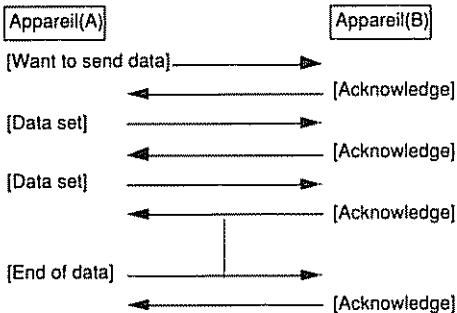 Appareil(A) Appareil(B)
[Want to send data]
[Acknowledge]
[Data set]
[Acknowledge]
[Data set]
[Acknowledge]
[End of data]
[Acknowledge]